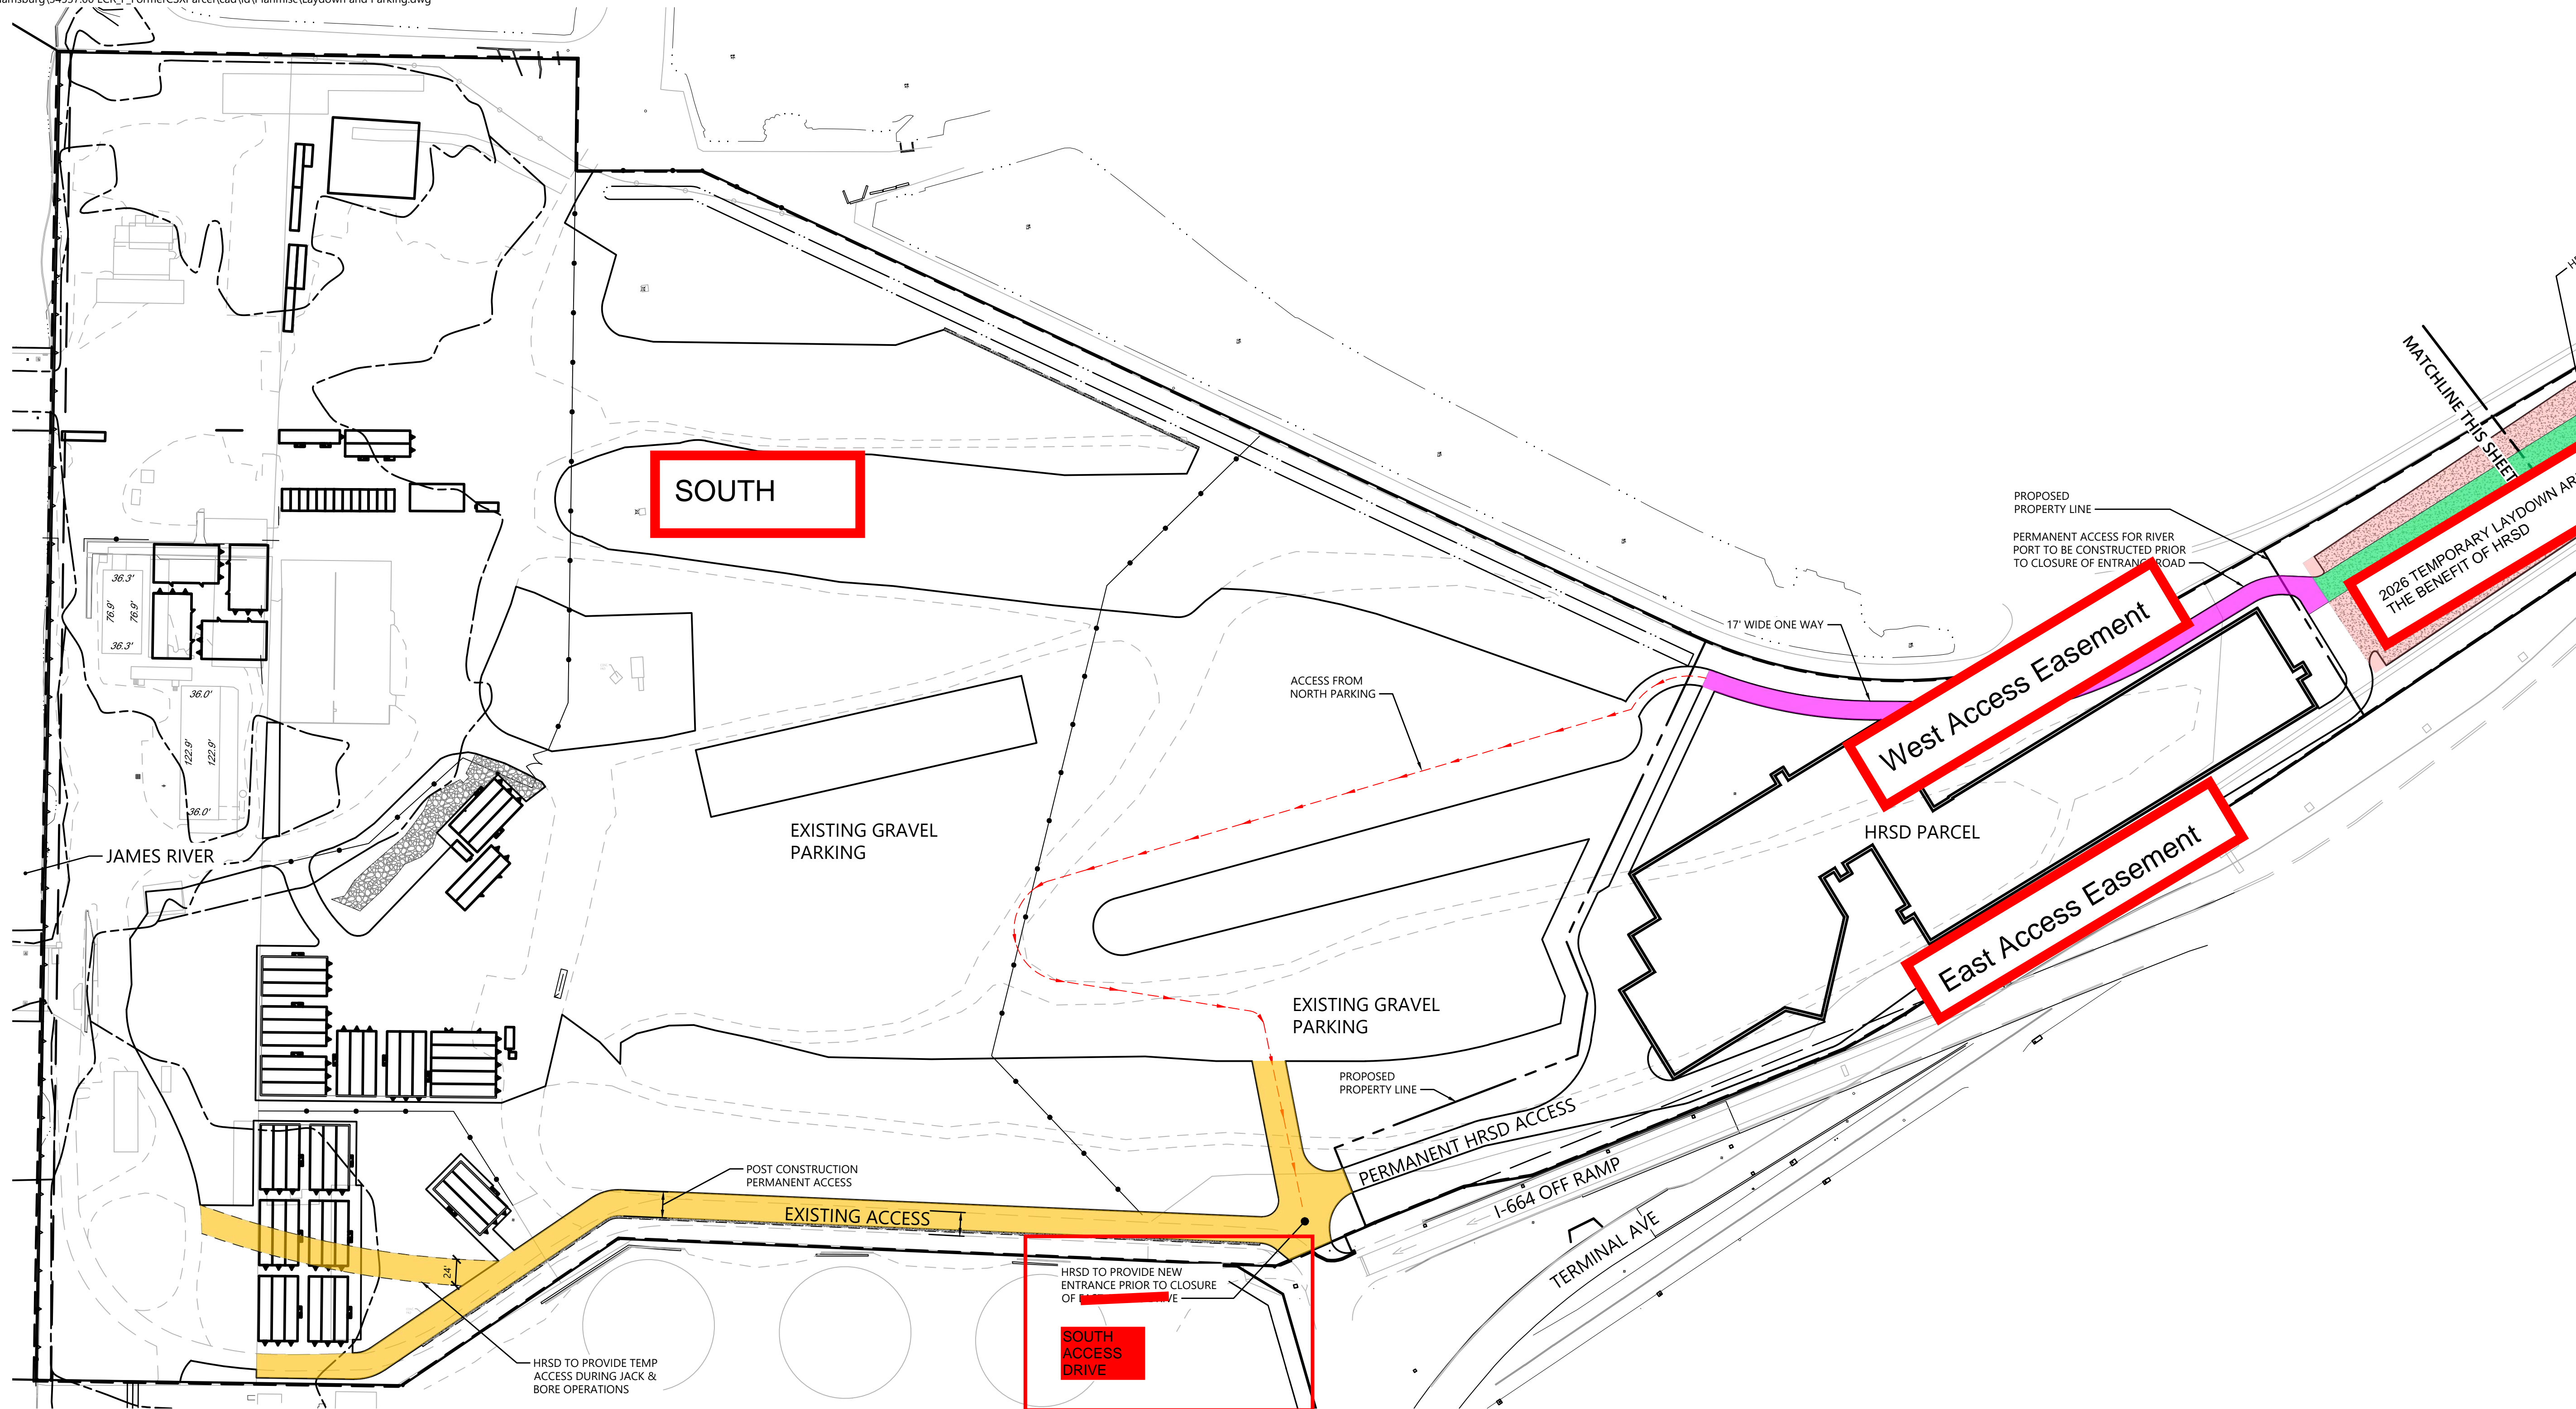 SOUTH
MATCHLINE THIS SHEET
PROPOSED
PROPERTY LINE
PERMANENT ACCESS FOR RIVER
PORT TO BE CONSTRUCTED PRIOR
TO CLOSURE OF ENTRANCE ROAD
2026 TEMPORARY LAYDOWN
THE BENEFIT OF HRSD
17' WIDE ONE WAY
West Access Easement
ACCESS FROM
NORTH PARKING
36.3'
76.9'
76.9'
36.3'
36.0'
122.9'
122.9'
36.0'
JAMES RIVER
EXISTING GRAVEL
PARKING
HRSD PARCEL
East Access Easement
EXISTING GRAVEL
PARKING
PROPOSED
PROPERTY LINE
PERMANENT HRSD ACCESS
I-664 OFF RAMP
TERMINAL AVE
POST CONSTRUCTION
PERMANENT ACCESS
EXISTING ACCESS
24'
HRSD TO PROVIDE NEW
ENTRANCE PRIOR TO CLOSURE
OF
SOUTH
ACCESS
DRIVE
HRSD TO PROVIDE TEMP
ACCESS DURING JACK &
BORE OPERATIONS